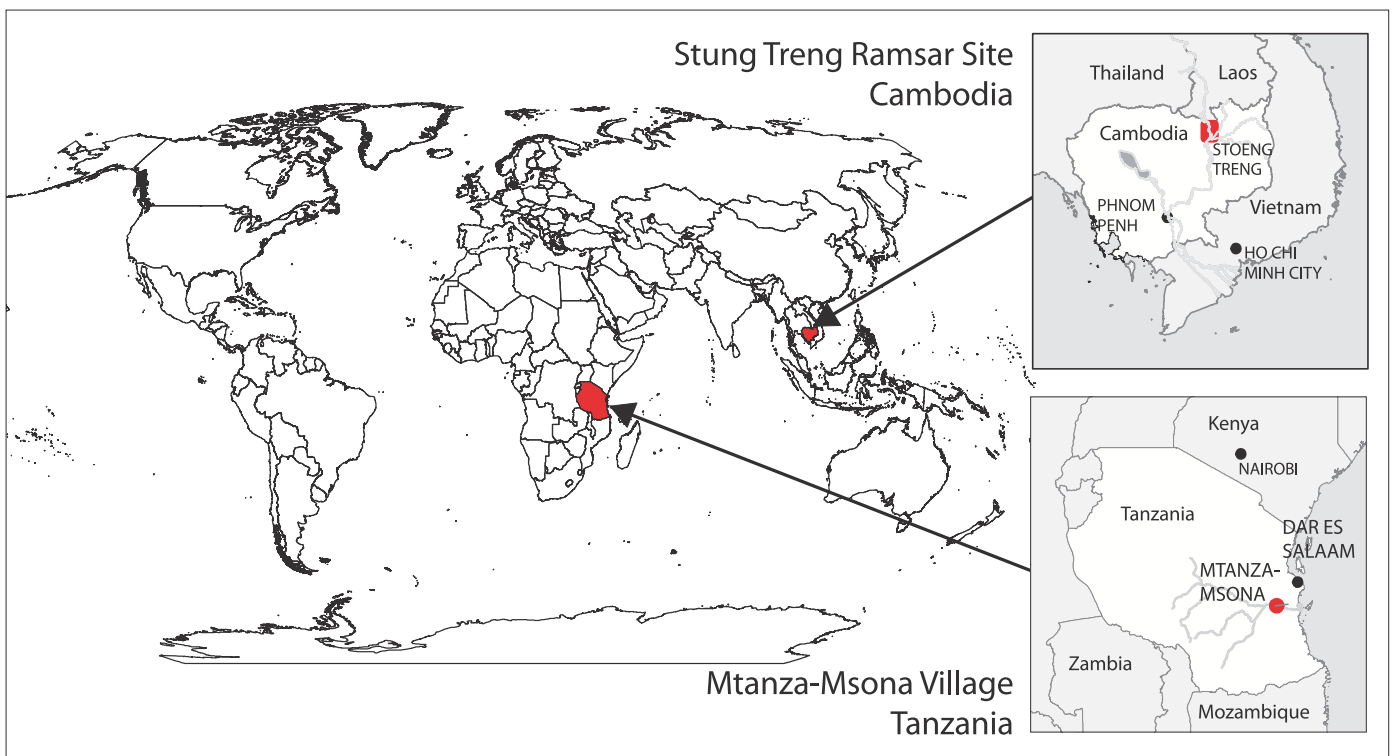 Stung Treng Ramsar Site
Cambodia
Thailand
Laos
Cambodia
STOENG
TRENG
PHNOM
PENH
Vietnam
HO CHI
MINH CITY
Kenya
NAIROBI
Tanzania
DAR ES
SALAAM
MTANZA-
MSONA
Zambia
Mozambique
Mtanza-Msona Village
Tanzania